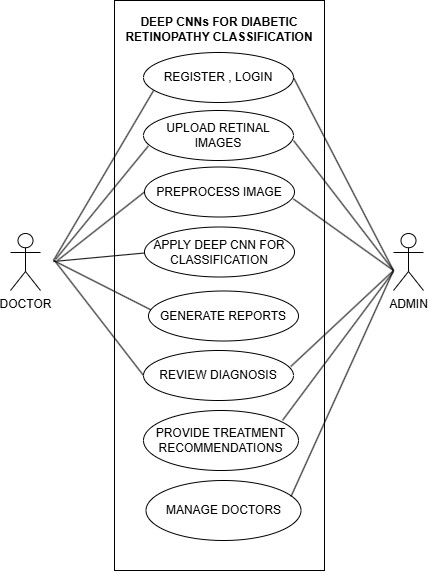 DEEP CNNs FOR DIABETIC
RETINOPATHY CLASSIFICATION
REGISTER , LOGIN
UPLOAD RETINAL
IMAGES
PREPROCESS IMAGE
APPLY DEEP CNN FOR
CLASSIFICATION
DOCTOR
ADMIN
GENERATE REPORTS
REVIEW DIAGNOSIS
PROVIDE TREATMENT
RECOMMENDATIONS
MANAGE DOCTORS